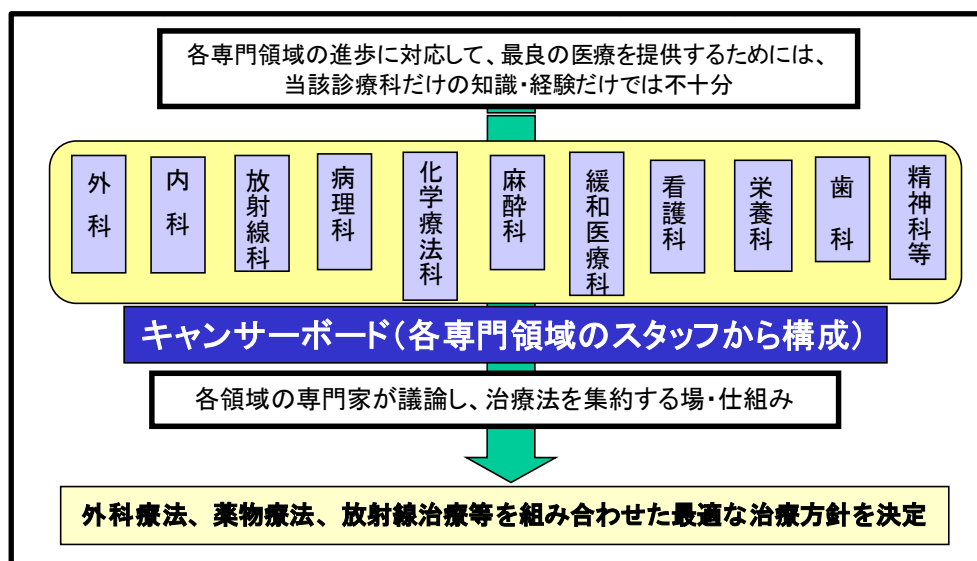 各専門領域の進歩に対応して、最良の医療を提供するためには、
当該診療科だけの知識・経験だけでは不十分
外科
内科
放射線科
病理科
化学療法科
麻酔科
緩和医療科
看護科
栄養科
歯科
精神科等
キャンサーボード(各専門領域のスタッフから構成)
各領域の専門家が議論し、治療法を集約する場・仕組み
外科療法、薬物療法、放射線治療等を組み合わせた最適な治療方針を決定